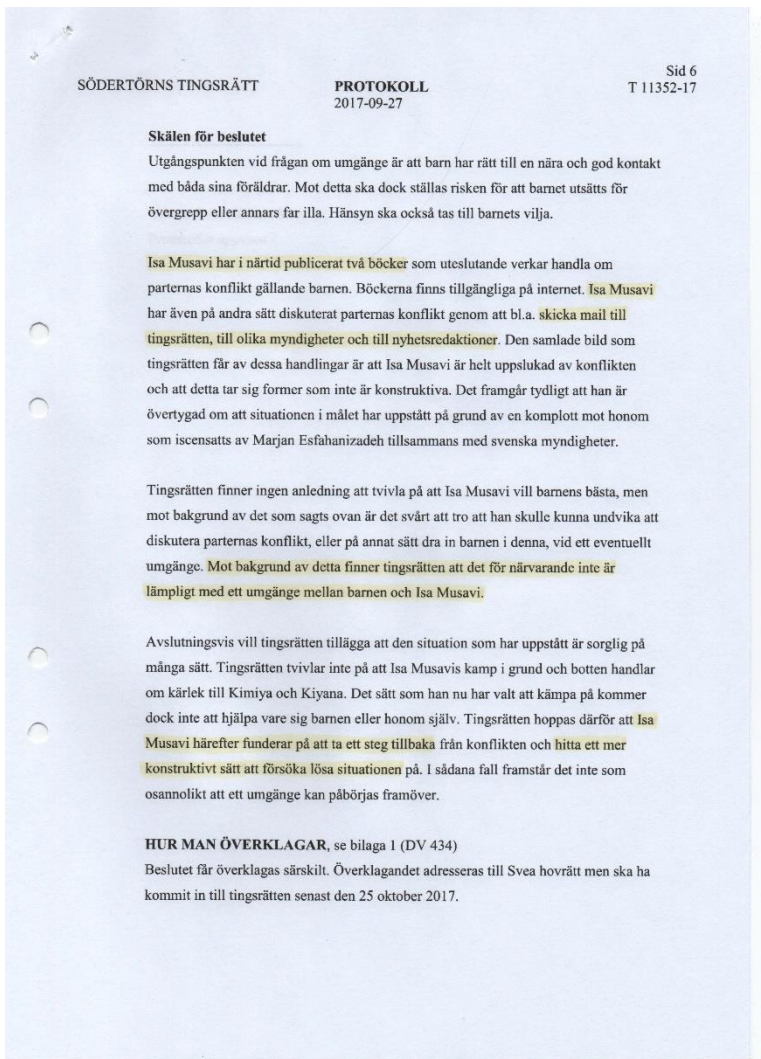 Sid 6
SÖDERTÖRNS TINGSRÄTT PROTOKOLL T 11352-17
2017-09-27
Skälen för beslutet
Utgångspunkten vid frågan om umgänge är att barn har rätt till en nära och god kontakt
med båda sina föräldrar. Mot detta ska dock ställas risken för att barnet utsätts för
övergrepp eller annars far illa. Hänsyn ska också tas till barnets vilja.
Isa Musavi har i närtid publicerat två böcker som uteslutande verkar handla om
parternas konflikt gällande barnen. Böckerna finns tillgängliga på internet. Isa Musavi
har även på andra sätt diskuterat parternas konflikt genom att bl.a. skicka mail till
tingsrätten, till olika myndigheter och till nyhetsredaktioner. Den samlade bild som
tingsrätten får av dessa handlingar är att Isa Musavi är helt uppslukad av konflikten
och att detta tar sig former som inte är konstruktiva. Det framgår tydligt att han är
övertygad om att situationen i målet har uppstått på grund av en komplott mot honom
som iscensatts av Marjan Esfahanizadeh tillsammans med svenska myndigheter.
Tingsrätten finner ingen anledning att tvivla på att Isa Musavi vill barnens bästa, men
mot bakgrund av det som sagts ovan är det svårt att tro att han skulle kunna undvika att
diskutera parternas konflikt, eller på annat sätt dra in barnen i denna, vid ett eventuellt
umgänge. Mot bakgrund av detta finner tingsrätten att det för närvarande inte är
lämpligt med ett umgänge mellan barnen och Isa Musavi.
Avslutningsvis vill tingsrätten tillägga att den situation som har uppstått är sorglig på
många sätt. Tingsrätten tvivlar inte på att Isa Musavis kamp i grund och botten handlar
om kärlek till Kimiya och Kiyana. Det sätt som han nu har valt att kämpa på kommer
dock inte att hjälpa vare sig barnen eller honom själv. Tingsrätten hoppas därför att Isa
Musavi härefter funderar på att ta ett steg tillbaka från konflikten och hitta ett mer
konstruktivt sätt att försöka lösa situationen på. I sådana fall framstår det inte som
osannolikt att ett umgänge kan påbörjas framöver.
HUR MAN ÖVERKLAGAR, se bilaga 1 (DV 434)
Beslutet får överklagas särskilt. Överklagandet adresseras till Svea hovrätt men ska ha
kommit in till tingsrätten senast den 25 oktober 2017.